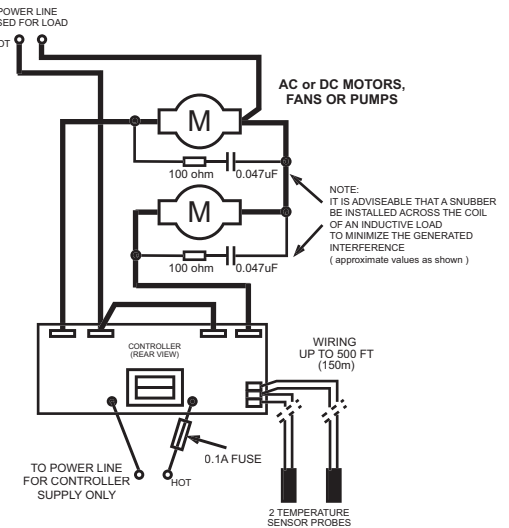 POWER LINE
SED FOR LOAD
OT
AC or DC MOTORS,
FANS OR PUMPS
M
100 ohm
0.047uF
M
100 ohm
0.047uF
NOTE:
IT IS ADVISEABLE THAT A SNUBBER
BE INSTALLED ACROSS THE COIL
OF AN INDUCTIVE LOAD
TO MINIMIZE THE GENERATED
INTERFERENCE
( approximate values as shown )
CONTROLLER
(REAR VIEW)
WIRING
UP TO 500 FT
(150m)
0.1A FUSE
TO POWER LINE
FOR CONTROLLER
SUPPLY ONLY
HOT
2 TEMPERATURE
SENSOR PROBES